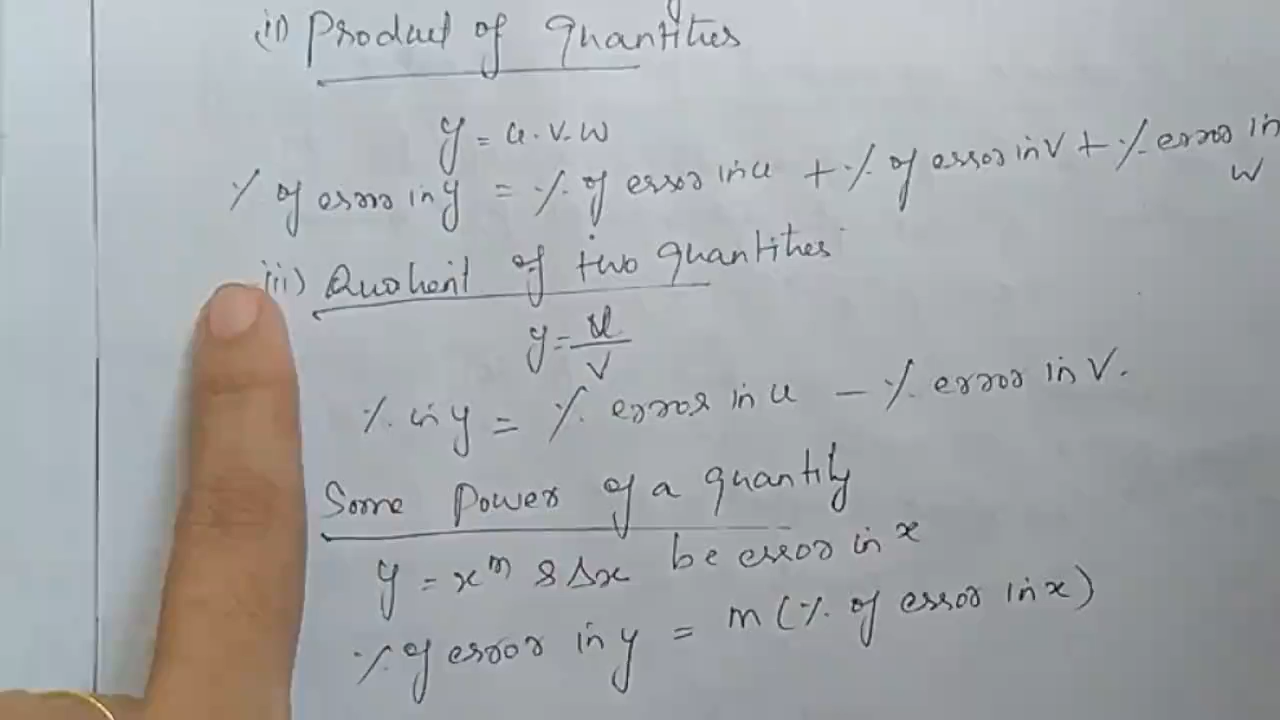 (ii) Product of Quantities
y = u.v.w
% of error in y = % of error in u + % of error in v + % error in w
iii) Quotient of two quantities
y = u/v
% in y = % error in u - % error in v.
Some Power of a quantity
y = xᵐ & Δx be error in x
% of error in y = m (% of error in x)